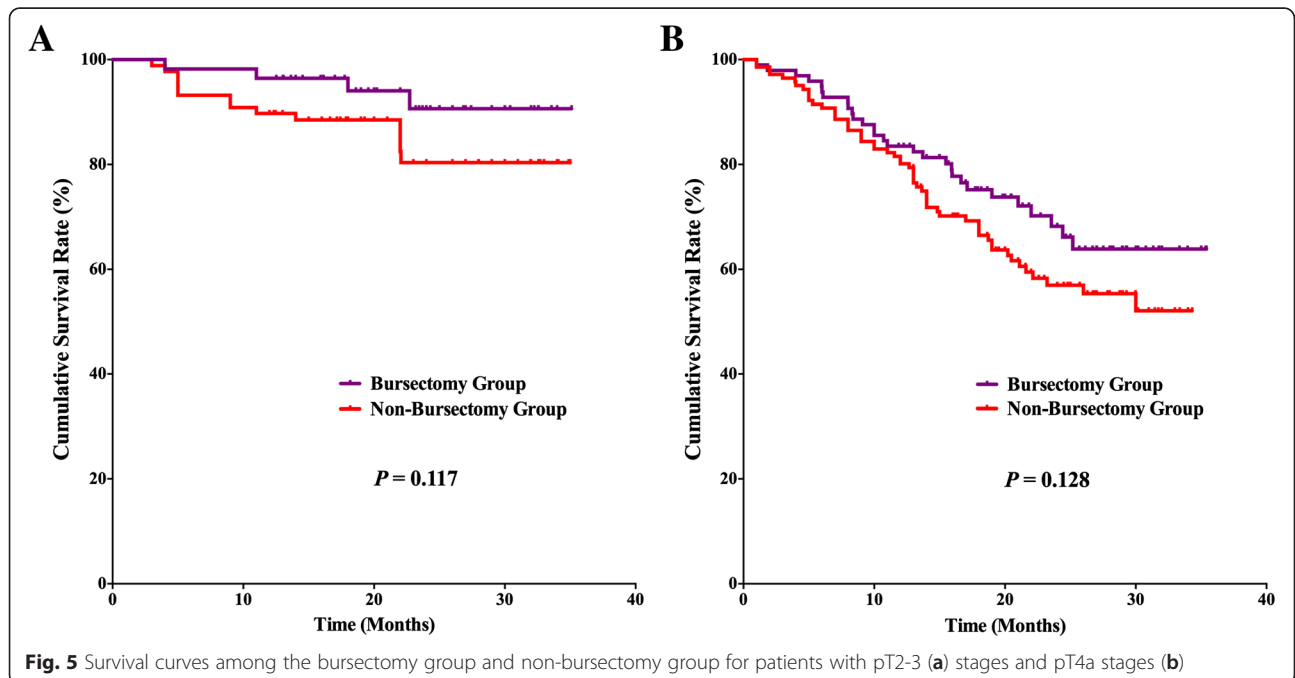 A
Cumulative Survival Rate (%)
100
80
60
40
20
0
Bursectomy Group
Non-Bursectomy Group
P = 0.117
0 10 20 30 40
Time (Months)
B
Cumulative Survival Rate (%)
100
80
60
40
20
0
Bursectomy Group
Non-Bursectomy Group
P = 0.128
0 10 20 30 40
Time (Months)
Fig. 5 Survival curves among the bursectomy group and non-bursectomy group for patients with pT2-3 (a) stages and pT4a stages (b)